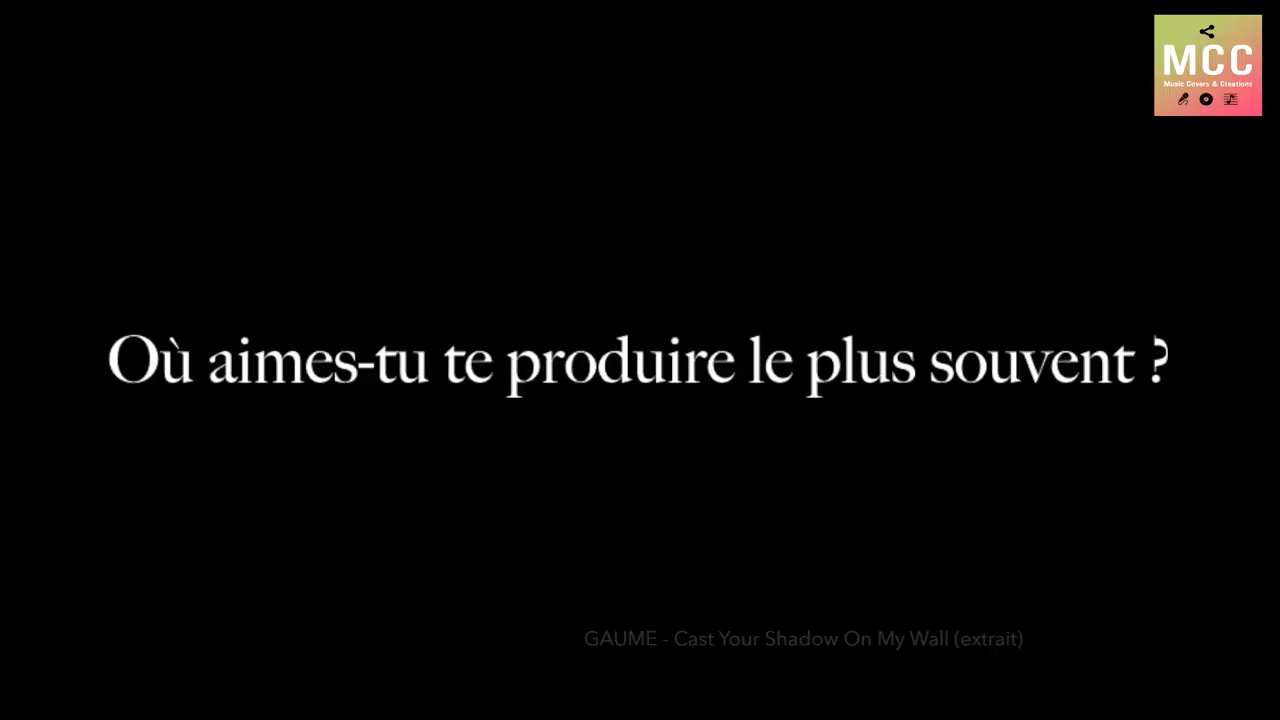 MCC
Music Covers & Creations
Où aimes-tu te produire le plus souvent ?
GAUME - Cast Your Shadow On My Wall (extrait)